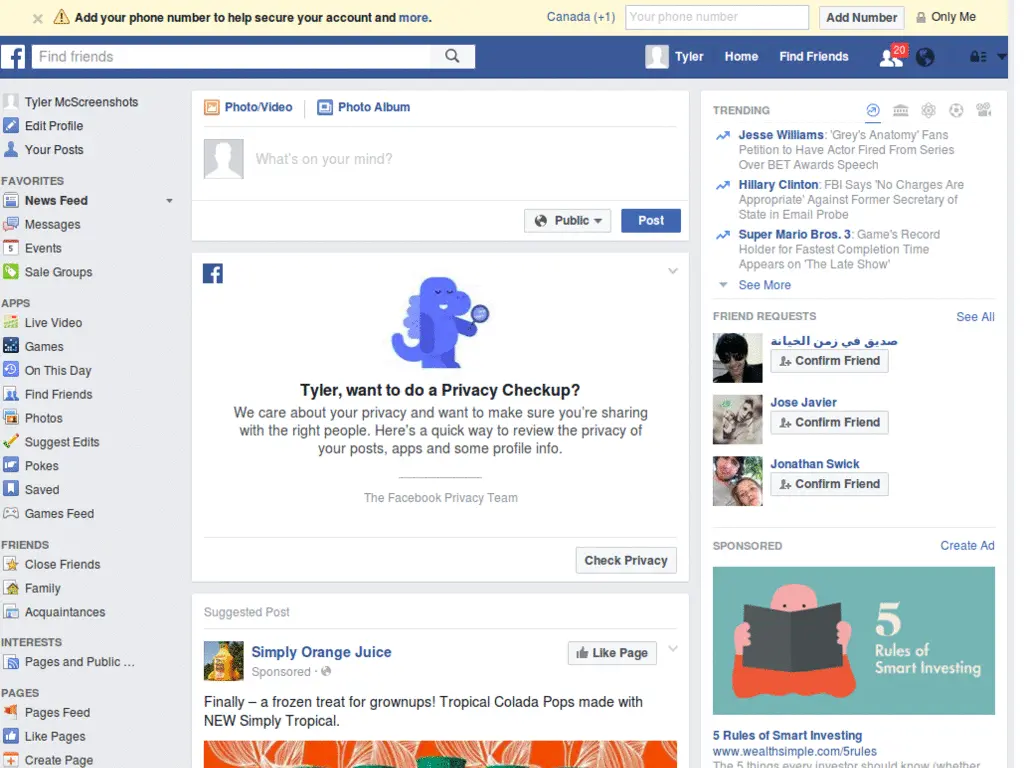 Add your phone number to help secure your account and more.
Canada (+1)
Your phone number
Add Number
Only Me
Find friends
Tyler
Home
Find Friends
20
Tyler McScreenshots
Edit Profile
Your Posts
FAVORITES
News Feed
Messages
5
Events
Sale Groups
APPS
Live Video
Games
On This Day
Find Friends
Photos
Suggest Edits
Pokes
Saved
Games Feed
FRIENDS
Close Friends
Family
Acquaintances
INTERESTS
Pages and Public ...
PAGES
Pages Feed
Like Pages
Create Page
Photo/Video
Photo Album
What's on your mind?
Public
Post
Tyler, want to do a Privacy Checkup?
We care about your privacy and want to make sure you're sharing
with the right people. Here's a quick way to review the privacy of
your posts, apps and some profile info.
The Facebook Privacy Team
Check Privacy
Suggested Post
Simply Orange Juice
Sponsored ·
Like Page
Finally – a frozen treat for grownups! Tropical Colada Pops made with
NEW Simply Tropical.
TRENDING
Jesse Williams: 'Grey's Anatomy' Fans
Petition to Have Actor Fired From Series
Over BET Awards Speech
Hillary Clinton: FBI Says 'No Charges Are
Appropriate' Against Former Secretary of
State in Email Probe
Super Mario Bros. 3: Game's Record
Holder for Fastest Completion Time
Appears on 'The Late Show'
See More
FRIEND REQUESTS
See All
صديق في زمن الخيانة
Confirm Friend
Jose Javier
Confirm Friend
Jonathan Swick
Confirm Friend
SPONSORED
Create Ad
5
Rules of
Smart Investing
5 Rules of Smart Investing
www.wealthsimple.com/5rules
The 5 things every investor should know (whether